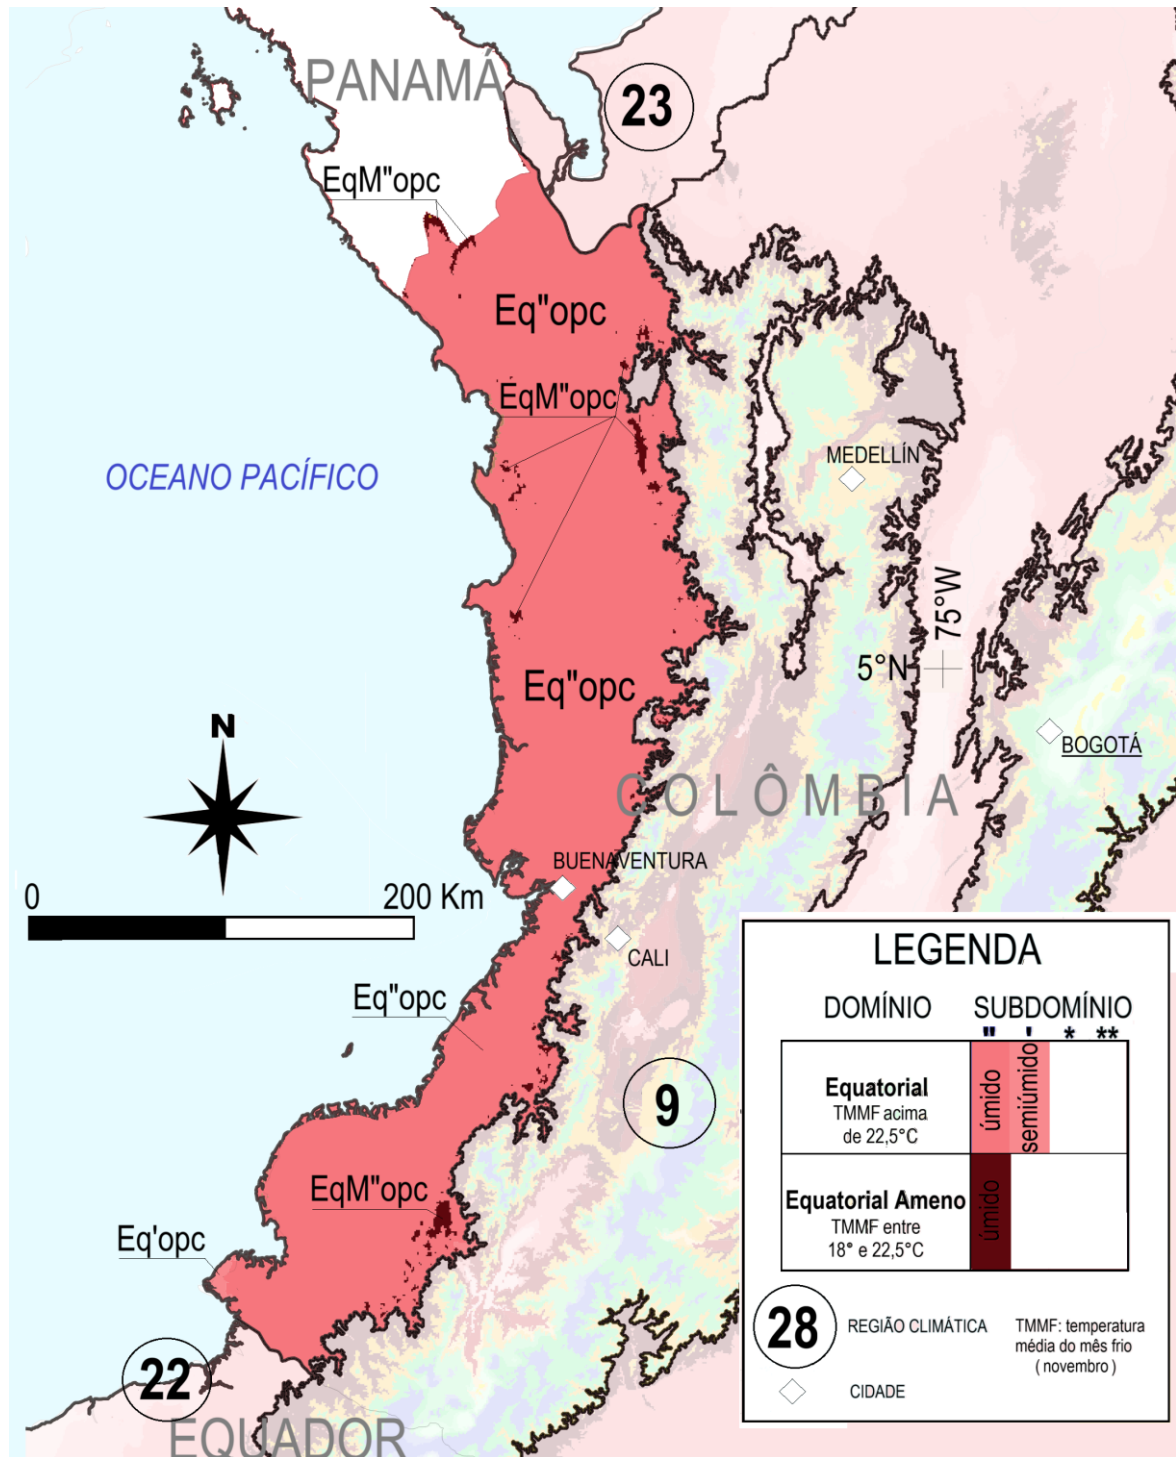 PANAMÁ
23
EqM"opc
Eq"opc
EqM"opc
MEDELLÍN
OCEANO PACÍFICO
75°W
5°N
Eq"opc
N
BOGOTÁ
COLÔMBIA
BUENAVENTURA
0 200 Km
CALI
Eq"opc
9
EqM"opc
Eq'opc
22
EQUADOR
LEGENDA
DOMÍNIO SUBDOMÍNIO
" ' * **
Equatorial
TMMF acima
de 22,5°C
úmido
semiúmido
Equatorial Ameno
TMMF entre
18° e 22,5°C
úmido
28 REGIÃO CLIMÁTICA
TMMF: temperatura
média do mês frio
( novembro )
CIDADE